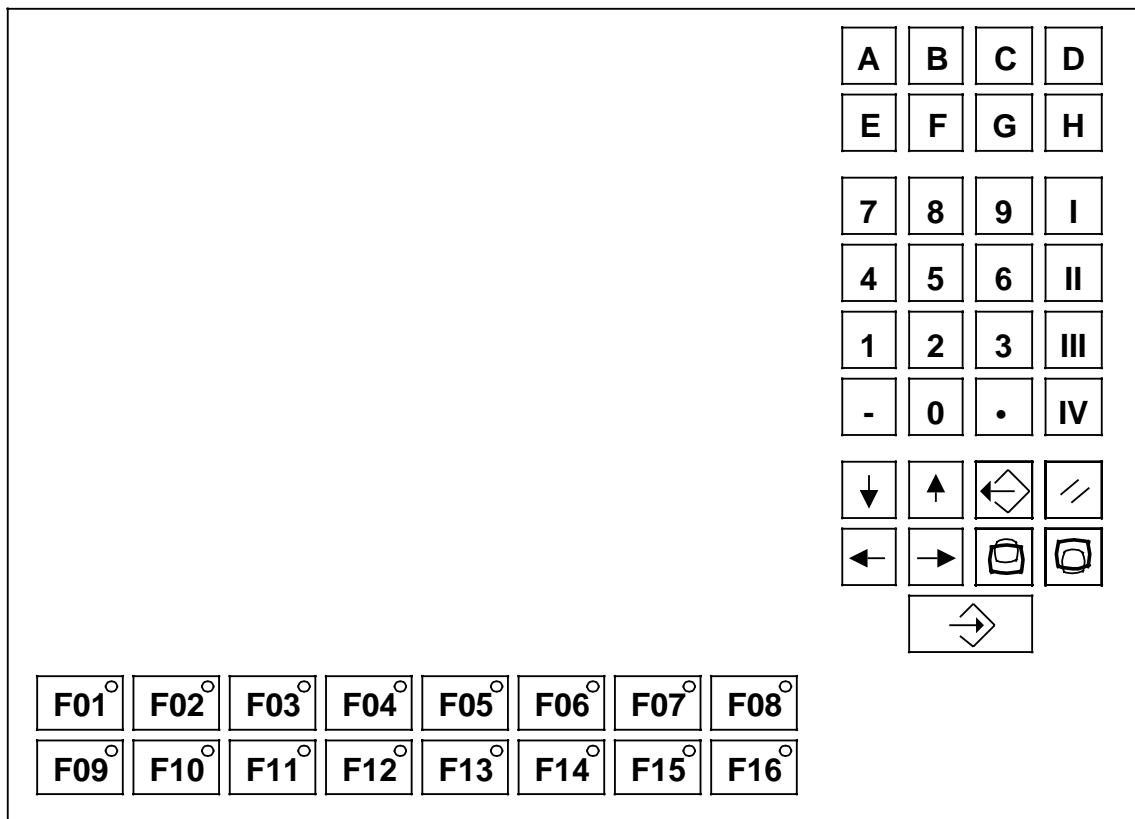 A B C D
E F G H
7 8 9 I
4 5 6 II
1 2 3 III
- 0 • IV
F01 F02 F03 F04 F05 F06 F07 F08
F09 F10 F11 F12 F13 F14 F15 F16